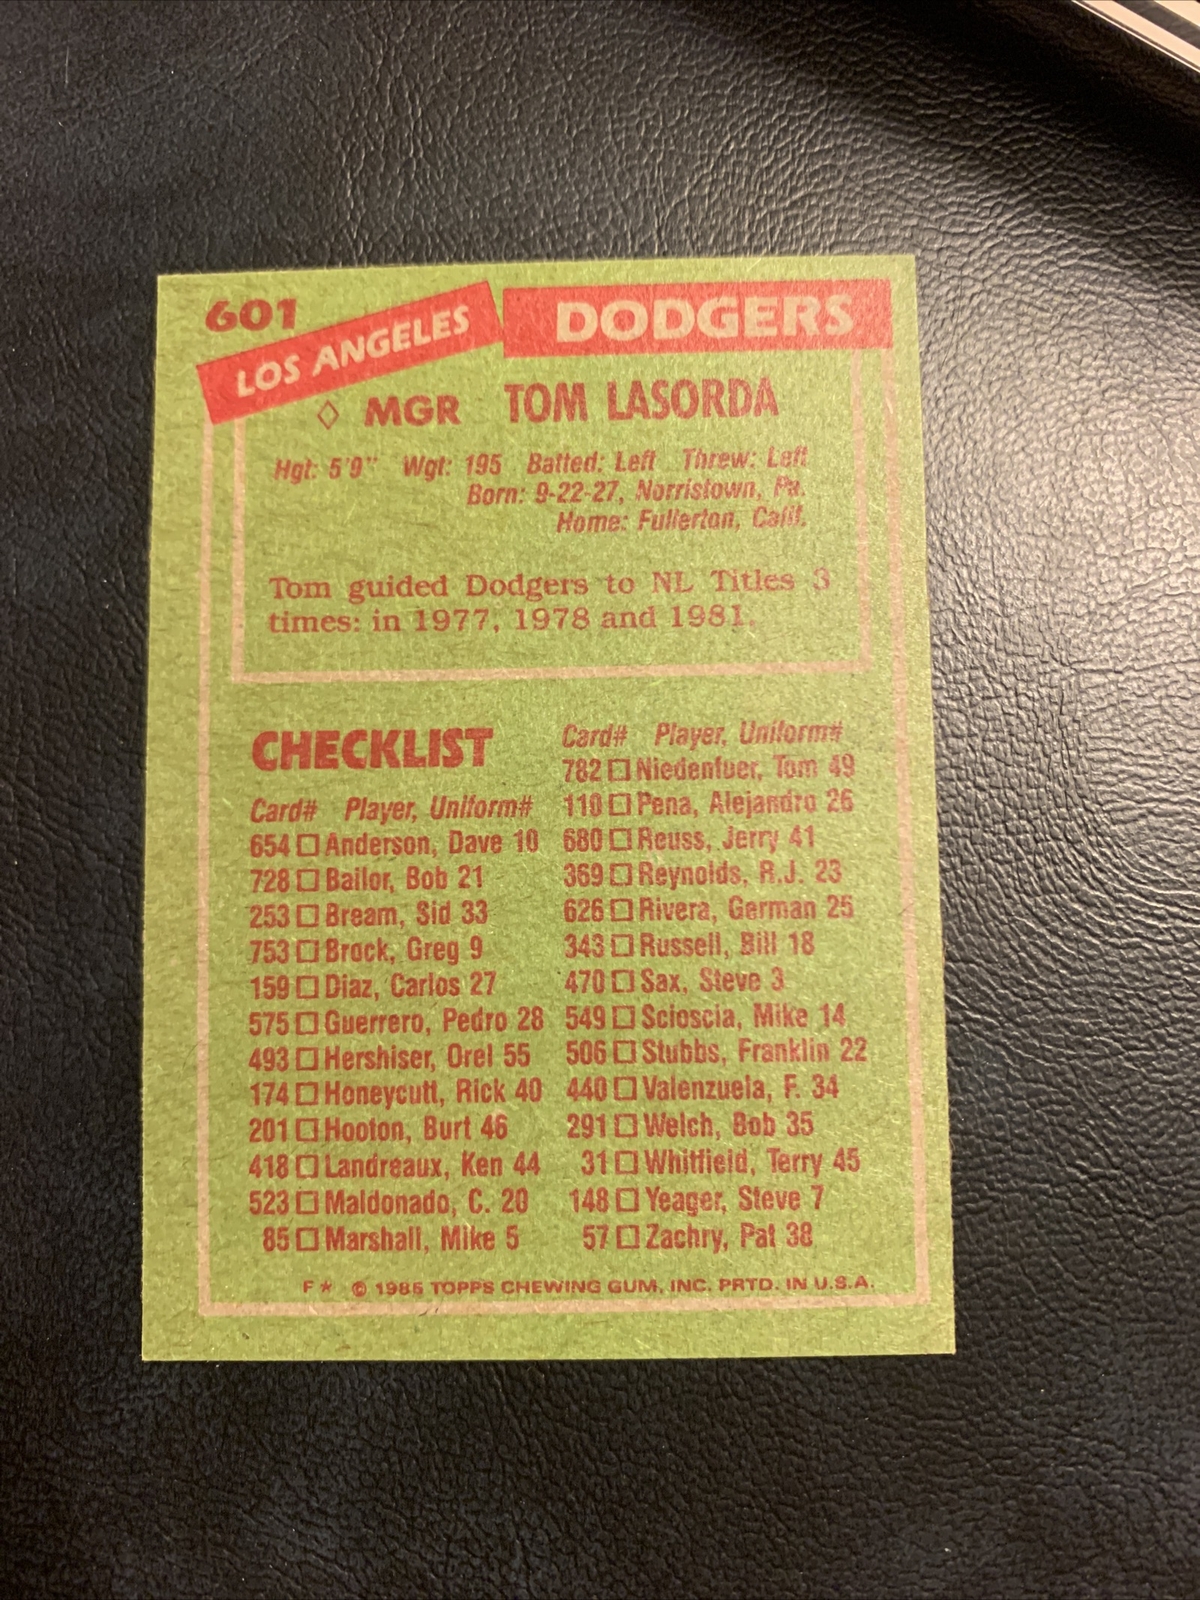 601
LOS ANGELES DODGERS
◇ MGR TOM LASORDA
Hgt: 5'9" Wgt: 195 Batted: Left Threw: Left
Born: 9-22-27, Norristown, Pa.
Home: Fullerton, Calif.
Tom guided Dodgers to NL Titles 3
times: in 1977, 1978 and 1981.
CHECKLIST
Card# Player, Uniform#
654 □ Anderson, Dave 10
728 □ Bailor, Bob 21
253 □ Bream, Sid 33
753 □ Brock, Greg 9
159 □ Diaz, Carlos 27
575 □ Guerrero, Pedro 28
493 □ Hershiser, Orel 55
174 □ Honeycutt, Rick 40
201 □ Hooton, Burt 46
418 □ Landreaux, Ken 44
523 □ Maldonado, C. 20
85 □ Marshall, Mike 5
Card# Player, Uniform#
782 □ Niedenfuer, Tom 49
110 □ Pena, Alejandro 26
680 □ Reuss, Jerry 41
369 □ Reynolds, R.J. 23
626 □ Rivera, German 25
343 □ Russell, Bill 18
470 □ Sax, Steve 3
549 □ Scioscia, Mike 14
506 □ Stubbs, Franklin 22
440 □ Valenzuela, F. 34
291 □ Welch, Bob 35
31 □ Whitfield, Terry 45
148 □ Yeager, Steve 7
57 □ Zachry, Pat 38
F* © 1985 TOPPS CHEWING GUM, INC. PRTD. IN U.S.A.